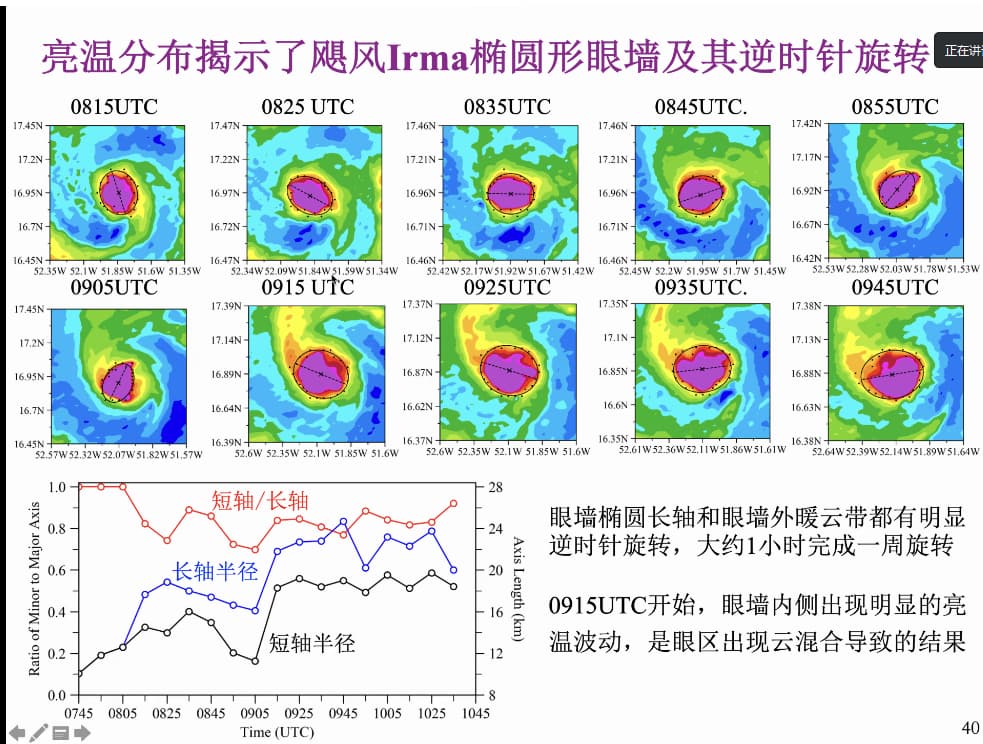 亮温分布揭示了飓风Irma椭圆形眼墙及其逆时针旋转
正在讲
0815UTC 0825 UTC 0835UTC 0845UTC. 0855UTC
17.45N 17.47N 17.46N 17.46N 17.42N
17.2N 17.22N 17.21N 17.21N 17.17N
16.95N 16.97N 16.96N 16.96N 16.92N
16.7N 16.72N 16.71N 16.71N 16.67N
16.45N 16.47N 16.46N 16.46N 16.42N
52.35W 52.1W 51.85W 51.6W 51.35W 52.34W 52.09W 51.84W 51.59W 51.34W 52.42W 52.17W 51.92W 51.67W 51.42W 52.45W 52.2W 51.95W 51.7W 51.45W 52.53W 52.28W 52.03W 51.78W 51.53W
0905UTC 0915 UTC 0925UTC 0935UTC. 0945UTC
17.45N 17.39N 17.37N 17.35N 17.38N
17.2N 17.14N 17.12N 17.1N 17.13N
16.95N 16.89N 16.87N 16.85N 16.88N
16.7N 16.64N 16.62N 16.6N 16.63N
16.45N 16.39N 16.37N 16.35N 16.38N
52.57W 52.32W 52.07W 51.82W 51.57W 52.6W 52.35W 52.1W 51.85W 51.6W 52.6W 52.35W 52.1W 51.85W 51.6W 52.61W 52.36W 52.11W 51.86W 51.61W 52.64W 52.39W 52.14W 51.89W 51.64W
Ratio of Minor to Major Axis
1.0
0.8
0.6
0.4
0.2
0.0
短轴/长轴
长轴半径
短轴半径
28
24
20
16
12
8
Axis Length (km)
0745 0805 0825 0845 0905 0925 0945 1005 1025 1045
Time (UTC)
眼墙椭圆长轴和眼墙外暖云带都有明显
逆时针旋转，大约1小时完成一周旋转
0915UTC开始，眼墙内侧出现明显的亮
温波动，是眼区出现云混合导致的结果
40